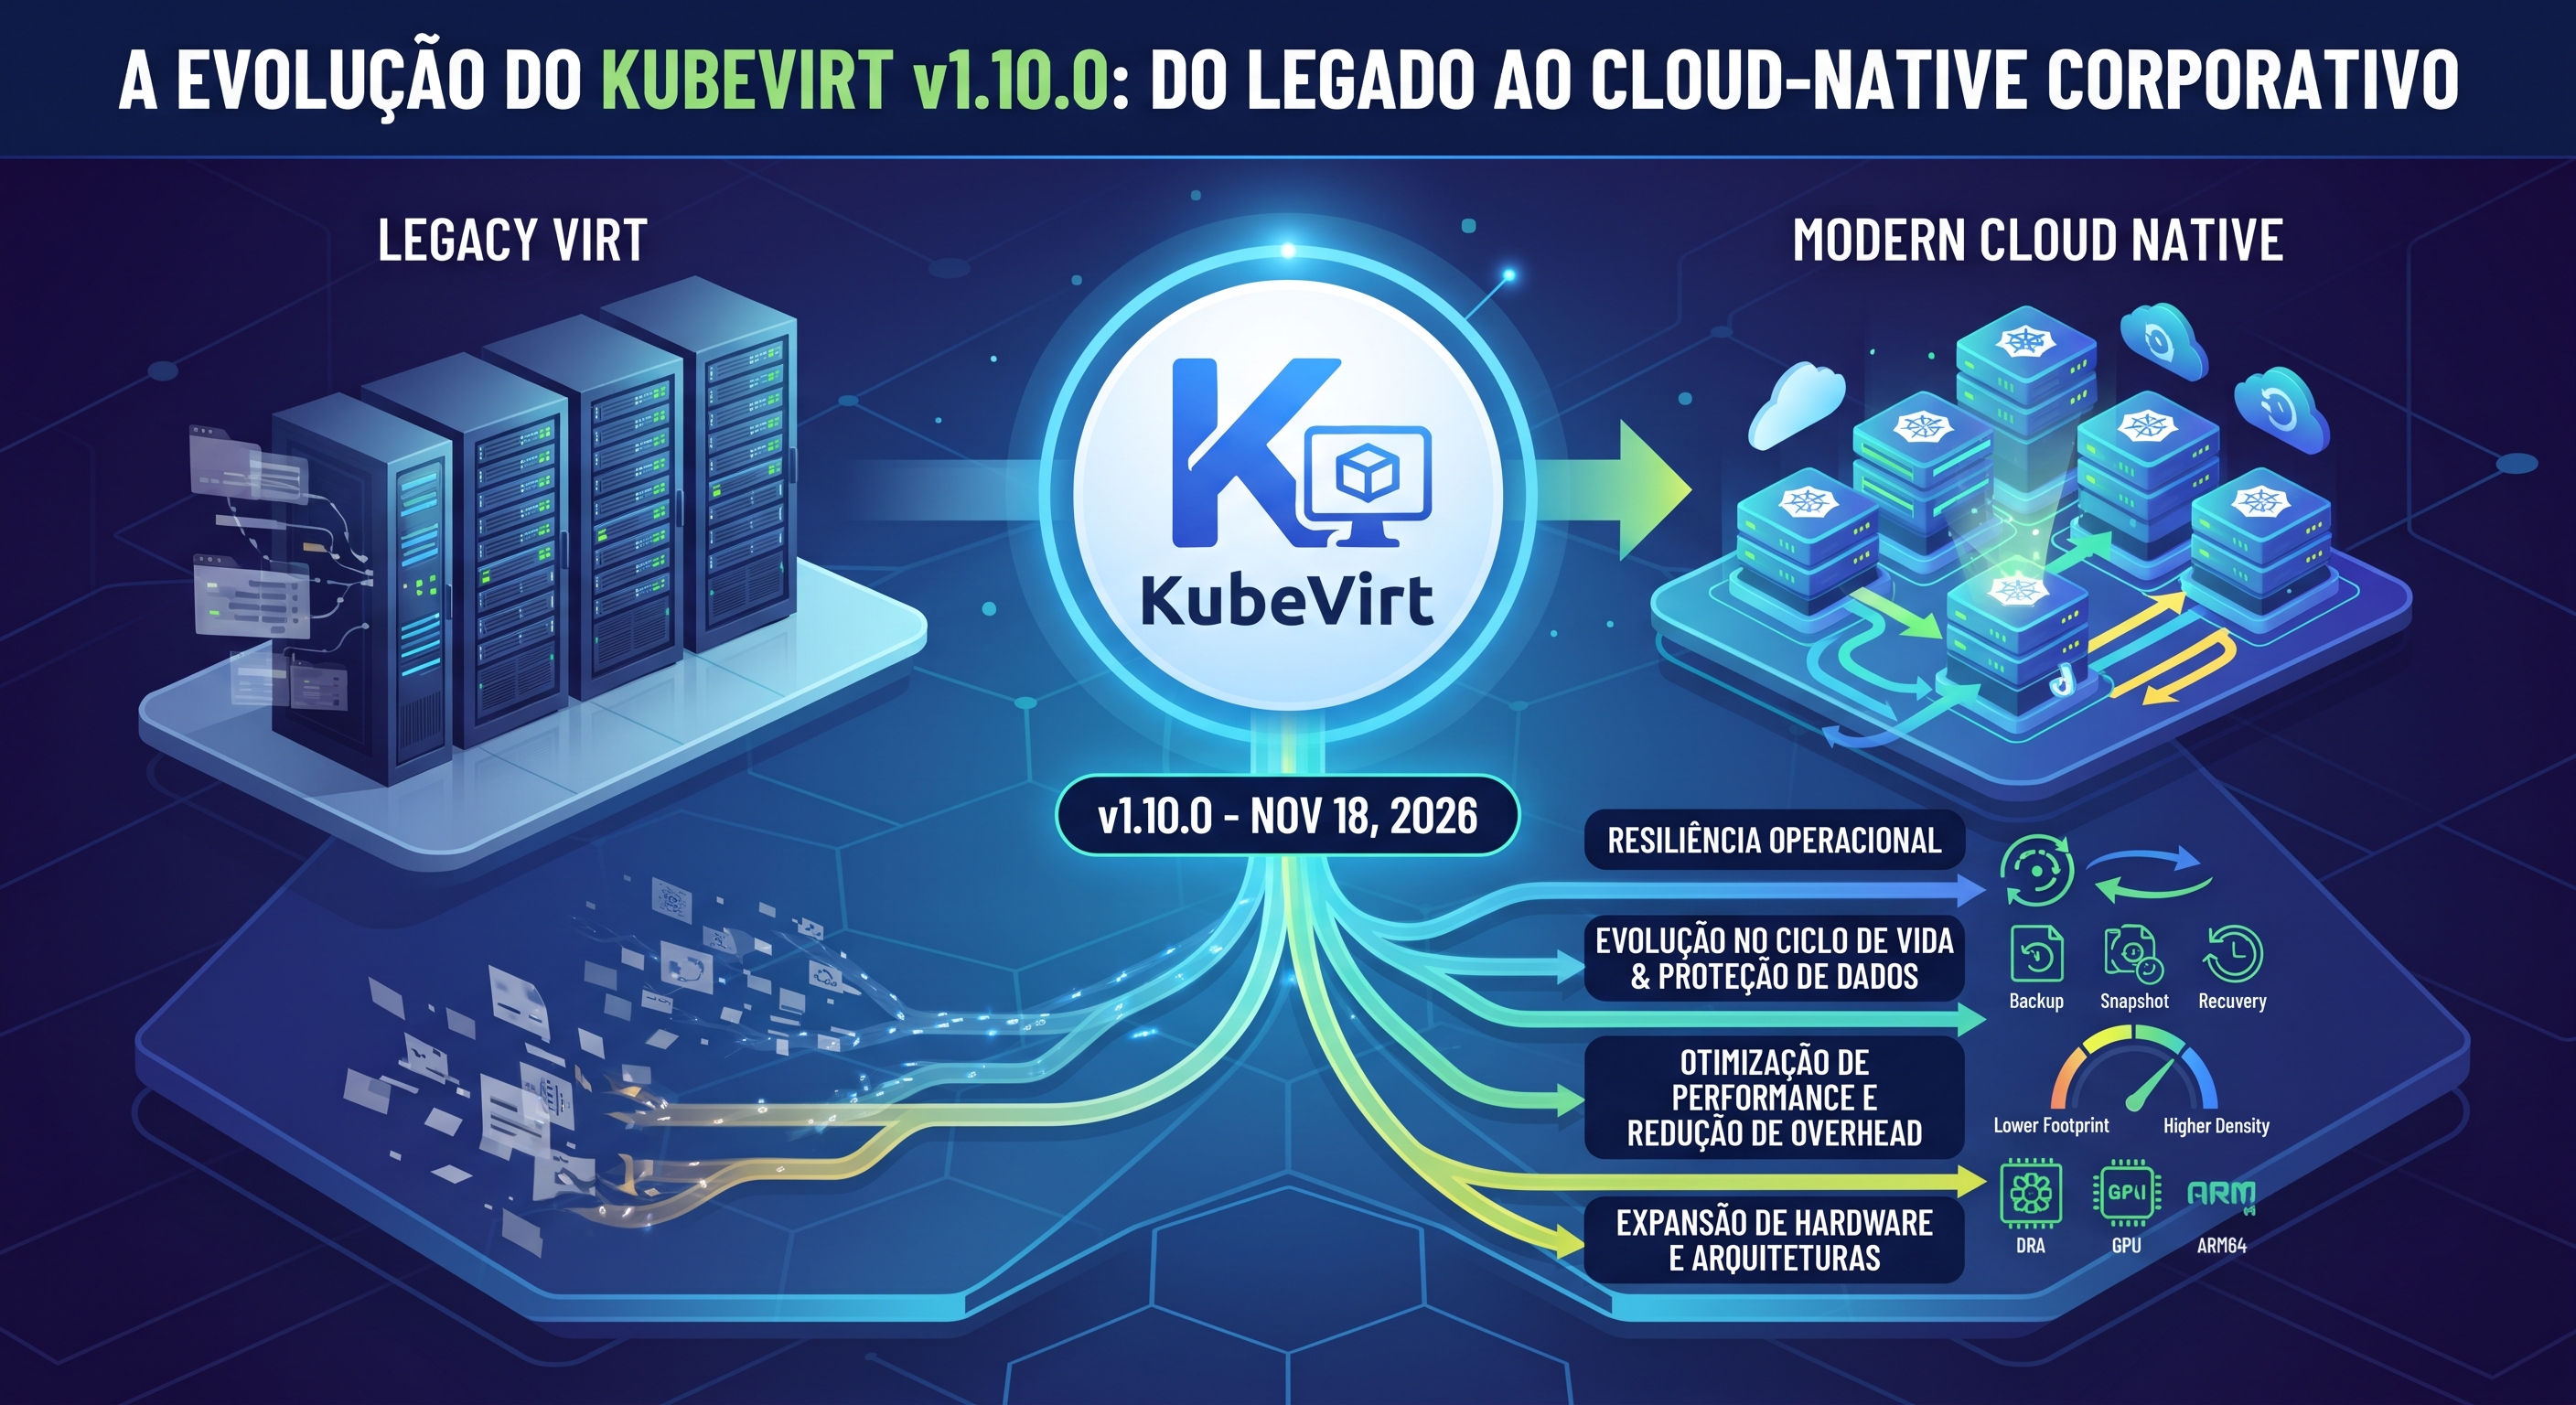 A EVOLUÇÃO DO KUBEVIRT v1.10.0: DO LEGADO AO CLOUD-NATIVE CORPORATIVO
LEGACY VIRT
MODERN CLOUD NATIVE
KubeVirt
v1.10.0 - NOV 18, 2026
RESILIÊNCIA OPERACIONAL
EVOLUÇÃO NO CICLO DE VIDA
& PROTEÇÃO DE DADOS
Backup
Snapshot
Recuvery
OTIMIZAÇÃO DE
PERFORMANCE E
REDUÇÃO DE OVERHEAD
Lower Footprint
Higher Density
EXPANSÃO DE HARDWARE
E ARQUITETURAS
GPU
ARM
DRA
GPU
ARM64